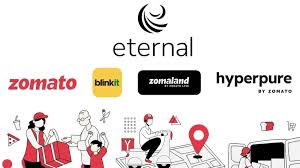 eternal
zomato
blinkit
zomaland
BY ZOMATO LIVE
hyperpure
BY ZOMATO